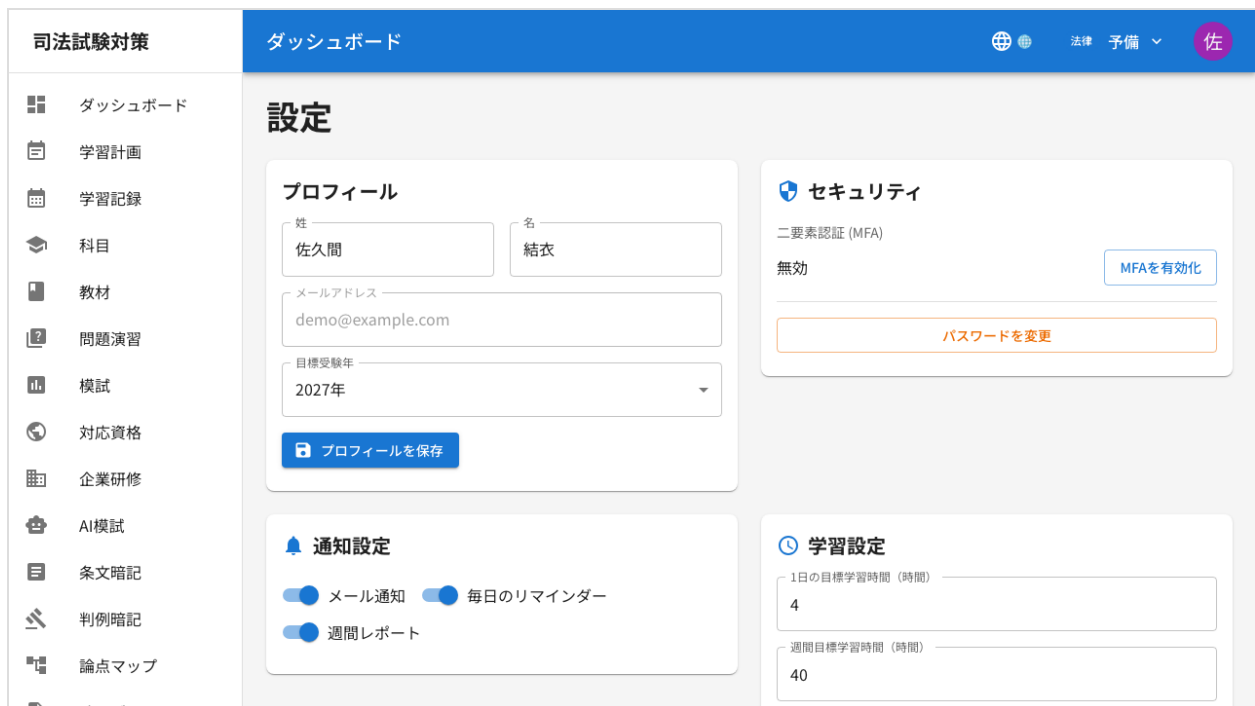 司法試験対策
ダッシュボード
法律 予備
佐
ダッシュボード
学習計画
学習記録
科目
教材
問題演習
模試
対応資格
企業研修
AI模試
条文暗記
判例暗記
論点マップ
設定
プロフィール
姓
佐久間
名
結衣
メールアドレス
demo@example.com
目標受験年
2027年
プロフィールを保存
セキュリティ
二要素認証 (MFA)
無効
MFAを有効化
パスワードを変更
通知設定
メール通知 毎日のリマインダー
週間レポート
学習設定
1日の目標学習時間（時間）
4
週間目標学習時間（時間）
40